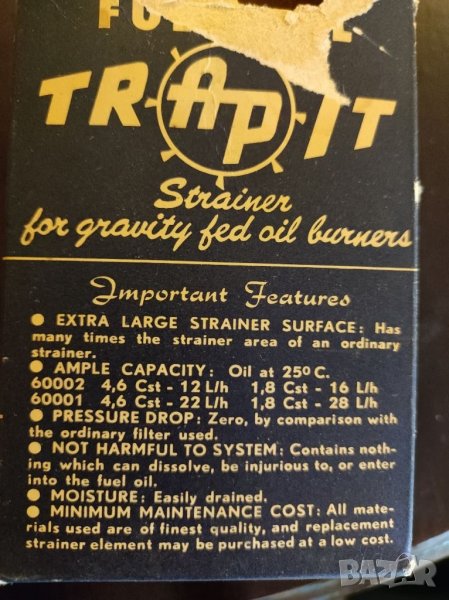 TRAP-IT
Strainer
for gravity fed oil burners
Important Features
● EXTRA LARGE STRAINER SURFACE: Has
many times the strainer area of an ordinary
strainer.
● AMPLE CAPACITY: Oil at 25º C.
60002 4,6 Cst - 12 L/h 1,8 Cst - 16 L/h
60001 4,6 Cst - 22 L/h 1,8 Cst - 28 L/h
● PRESSURE DROP: Zero, by comparison with
the ordinary filter used.
● NOT HARMFUL TO SYSTEM: Contains noth-
ing which can dissolve, be injurious to, or enter
into the fuel oil.
● MOISTURE: Easily drained.
● MINIMUM MAINTENANCE COST: All mate-
rials used are of finest quality, and replacement
strainer element may be purchased at a low cost.
BAZAR